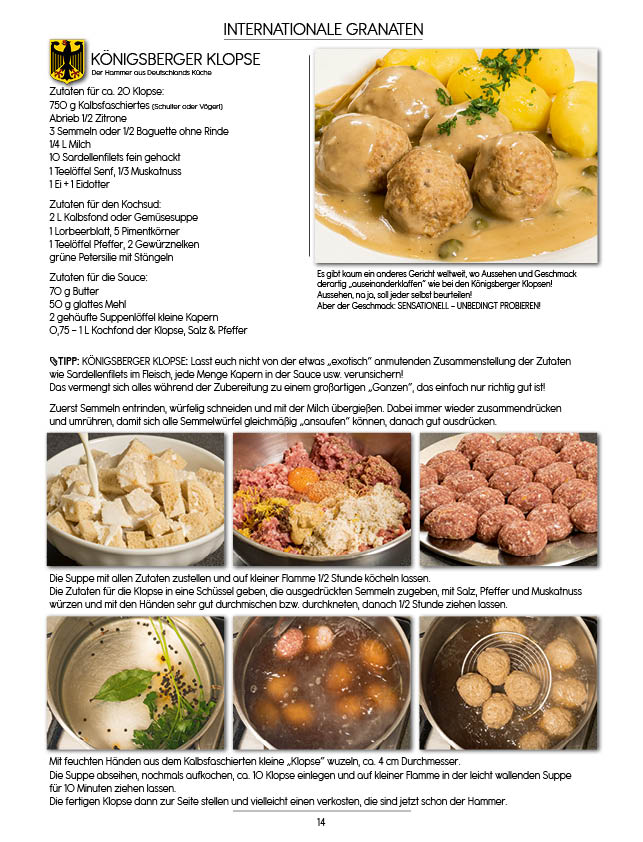 INTERNATIONALE GRANATEN
KÖNIGSBERGER KLOPSE
Der Hammer aus Deutschlands Küche
Zutaten für ca. 20 Klopse:
750 g Kalbsfaschiertes (Schulter oder Vögerl)
Abrieb 1/2 Zitrone
3 Semmeln oder 1/2 Baguette ohne Rinde
1/4 L Milch
10 Sardellenfilets fein gehackt
1 Teelöffel Senf, 1/3 Muskatnuss
1 Ei + 1 Eidotter
Zutaten für den Kochsud:
2 L Kalbsfond oder Gemüsesuppe
1 Lorbeerblatt, 5 Pimentkörner
1 Teelöffel Pfeffer, 2 Gewürznelken
grüne Petersilie mit Stängeln
Zutaten für die Sauce:
70 g Butter
50 g glattes Mehl
2 gehäufte Suppenlöffel kleine Kapern
0,75 – 1 L Kochfond der Klopse, Salz & Pfeffer
Es gibt kaum ein anderes Gericht weltweit, wo Aussehen und Geschmack
derartig „auseinanderklaffen“ wie bei den Königsberger Klopsen!
Aussehen, na ja, soll jeder selbst beurteilen!
Aber der Geschmack: SENSATIONELL – UNBEDINGT PROBIEREN!
TIPP: KÖNIGSBERGER KLOPSE: Lasst euch nicht von der etwas „exotisch“ anmutenden Zusammenstellung der Zutaten
wie Sardellenfilets im Fleisch, jede Menge Kapern in der Sauce usw. verunsichern!
Das vermengt sich alles während der Zubereitung zu einem großartigen „Ganzen“, das einfach nur richtig gut ist!
Zuerst Semmeln entrinden, würfelig schneiden und mit der Milch übergießen. Dabei immer wieder zusammendrücken
und umrühren, damit sich alle Semmelwürfel gleichmäßig „ansaufen“ können, danach gut ausdrücken.
Die Suppe mit allen Zutaten zustellen und auf kleiner Flamme 1/2 Stunde köcheln lassen.
Die Zutaten für die Klopse in eine Schüssel geben, die ausgedrückten Semmeln zugeben, mit Salz, Pfeffer und Muskatnuss
würzen und mit den Händen sehr gut durchmischen bzw. durchkneten, danach 1/2 Stunde ziehen lassen.
Mit feuchten Händen aus dem Kalbsfaschierten kleine „Klopse“ wuzeln, ca. 4 cm Durchmesser.
Die Suppe abseihen, nochmals aufkochen, ca. 10 Klopse einlegen und auf kleiner Flamme in der leicht wallenden Suppe
für 10 Minuten ziehen lassen.
Die fertigen Klopse dann zur Seite stellen und vielleicht einen verkosten, die sind jetzt schon der Hammer.
14